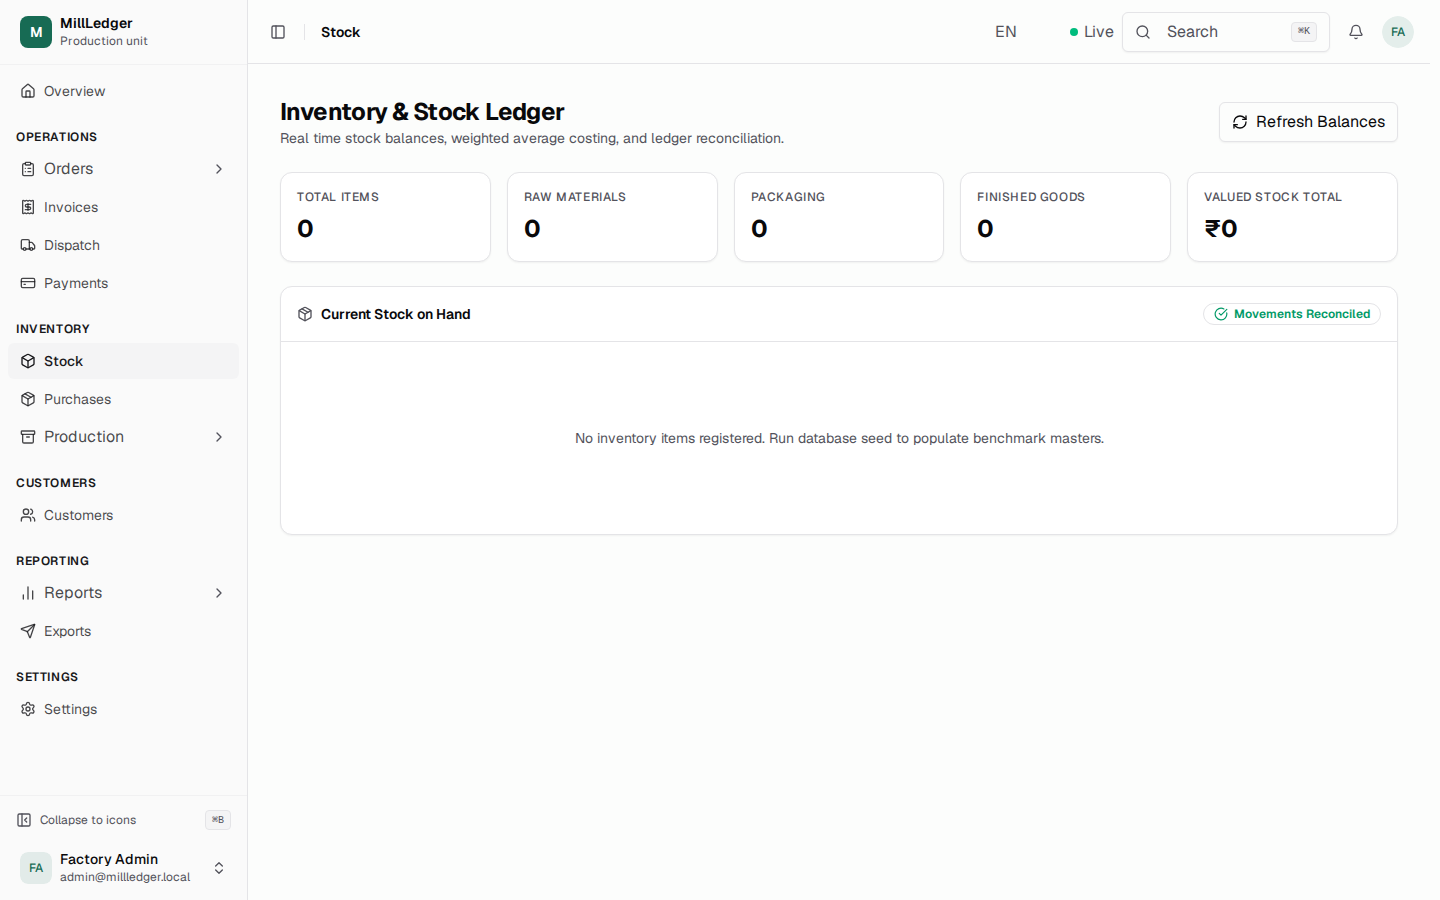 M
MillLedger
Production unit
Overview
OPERATIONS
Orders
Invoices
Dispatch
Payments
INVENTORY
Stock
Purchases
Production
CUSTOMERS
Customers
REPORTING
Reports
Exports
SETTINGS
Settings
Collapse to icons ⌘B
FA
Factory Admin
admin@millledger.local
Stock
EN
Live
Search ⌘K
FA
Inventory & Stock Ledger
Real time stock balances, weighted average costing, and ledger reconciliation.
Refresh Balances
TOTAL ITEMS
0
RAW MATERIALS
0
PACKAGING
0
FINISHED GOODS
0
VALUED STOCK TOTAL
₹0
Current Stock on Hand
Movements Reconciled
No inventory items registered. Run database seed to populate benchmark masters.